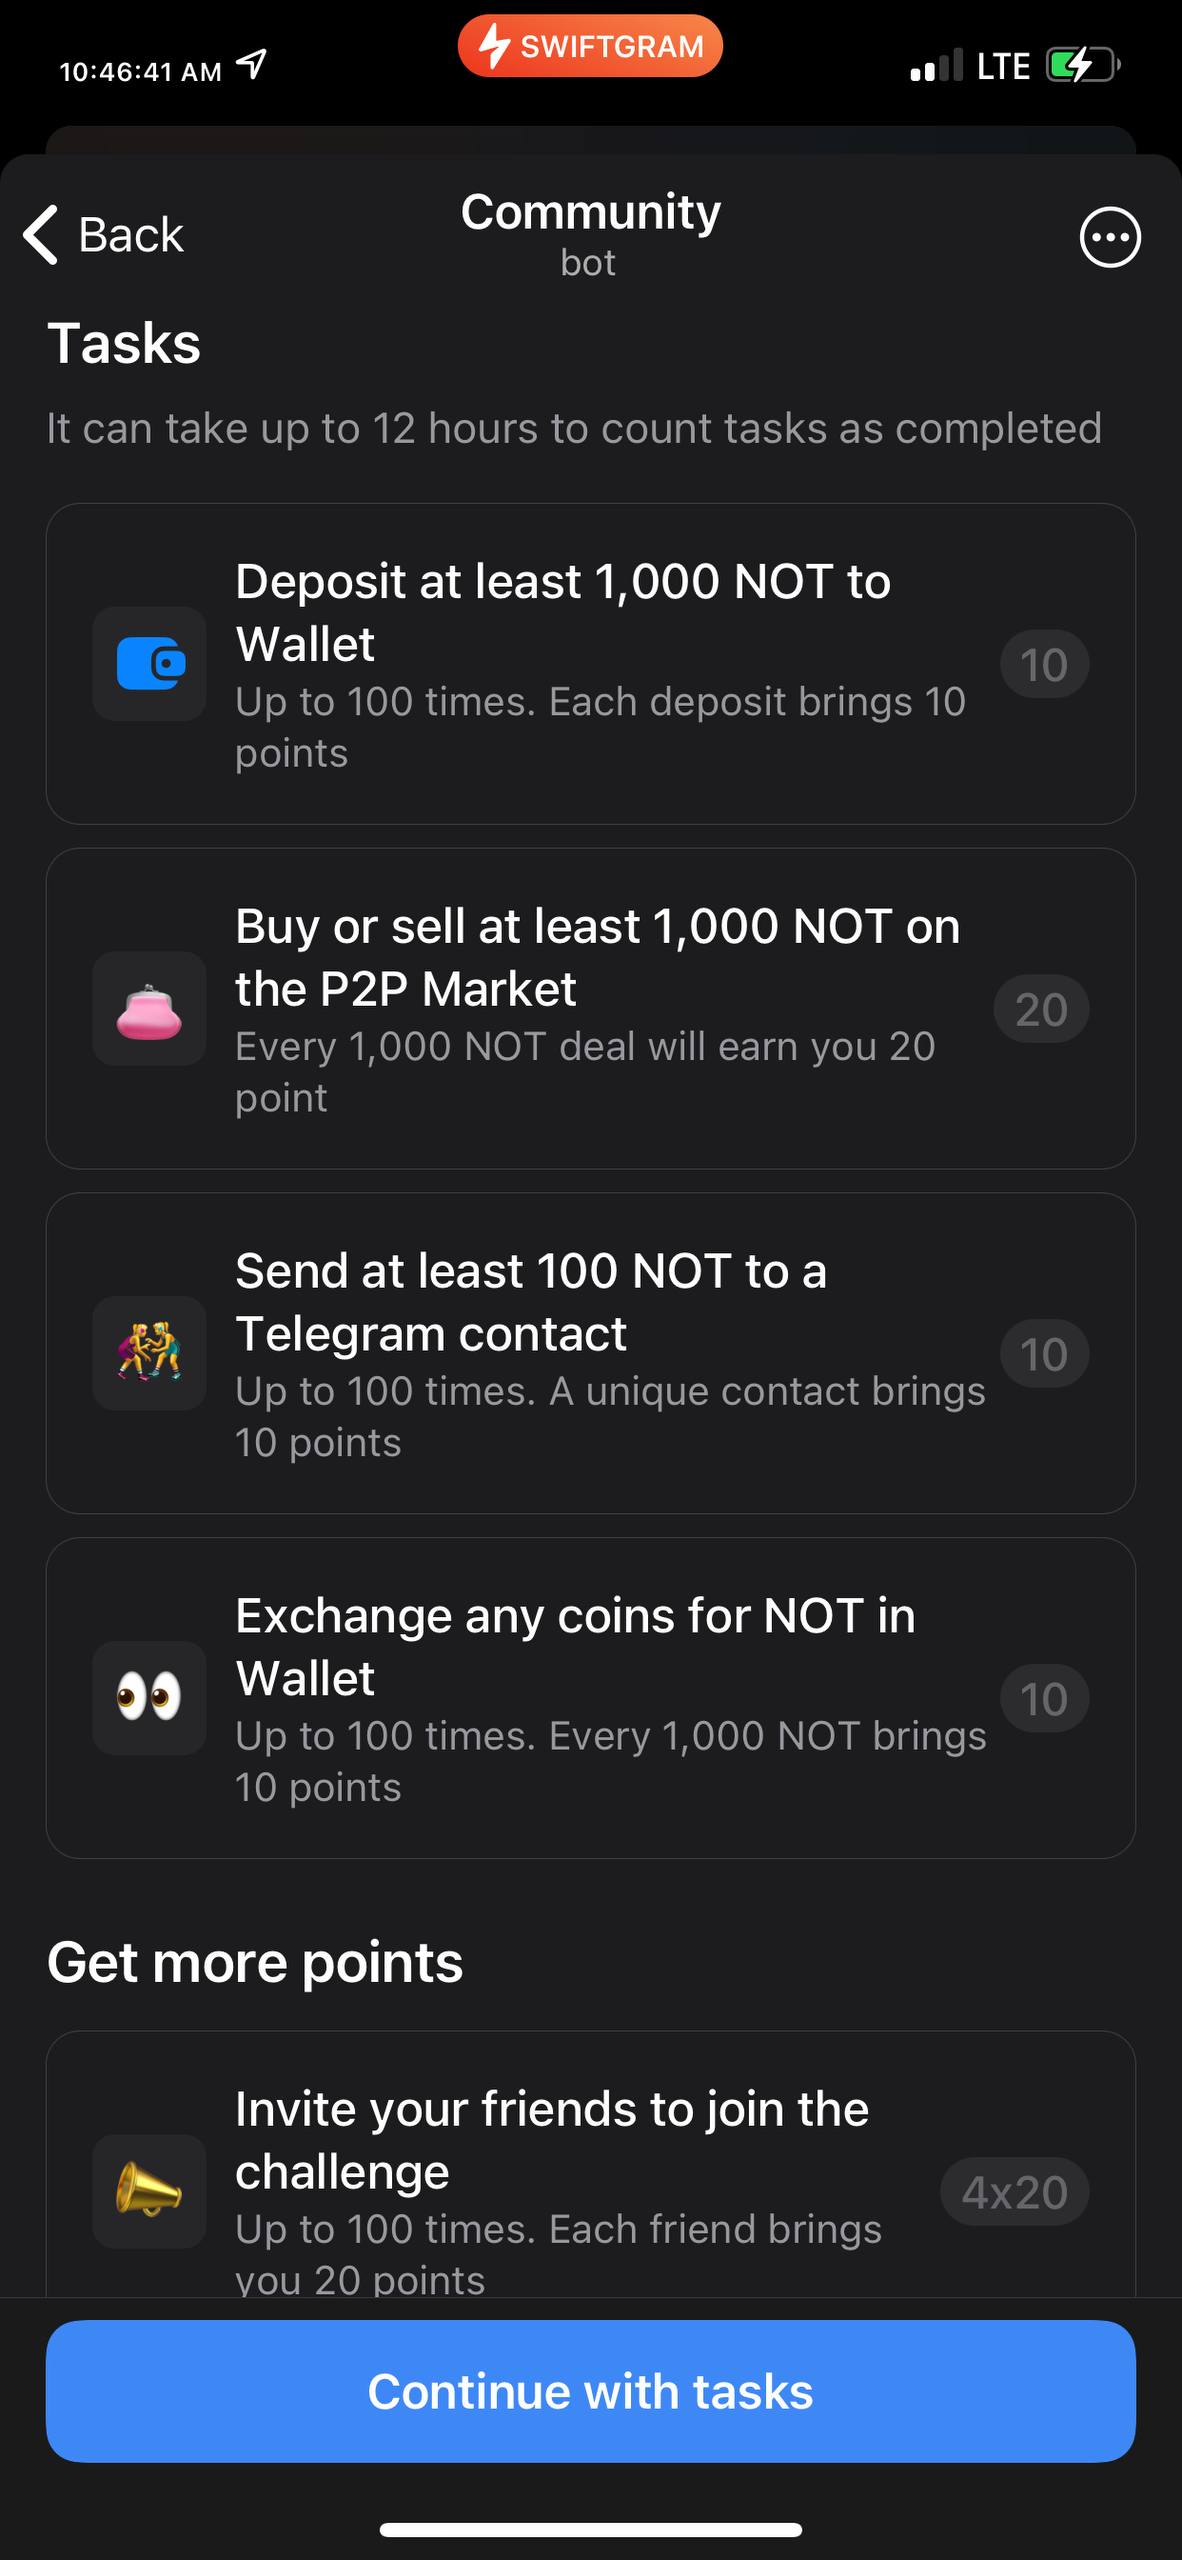 10:46:41 AM
SWIFTGRAM
LTE
Back
Community
bot
Tasks
It can take up to 12 hours to count tasks as completed
Deposit at least 1,000 NOT to
Wallet
Up to 100 times. Each deposit brings 10
points
10
Buy or sell at least 1,000 NOT on
the P2P Market
Every 1,000 NOT deal will earn you 20
point
20
Send at least 100 NOT to a
Telegram contact
Up to 100 times. A unique contact brings
10 points
10
Exchange any coins for NOT in
Wallet
Up to 100 times. Every 1,000 NOT brings
10 points
10
Get more points
Invite your friends to join the
challenge
Up to 100 times. Each friend brings
you 20 points
4x20
Continue with tasks